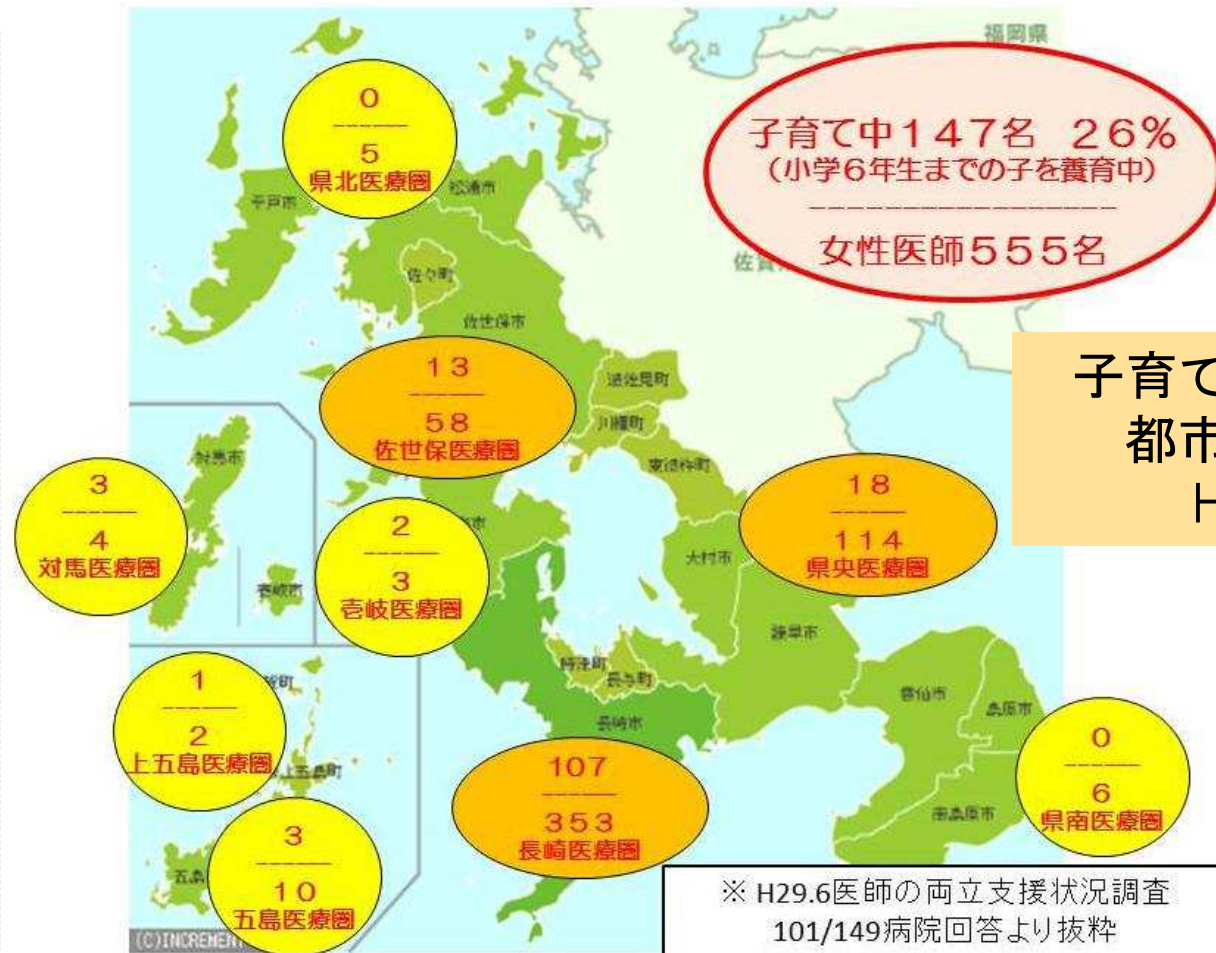 福岡県
子育て中147名 26%
(小学6年生までの子を養育中)
女性医師555名
0
5
県北医療圏
松浦市
平戸市
佐々町
佐世保市
13
58
佐世保医療圏
波佐見町
川棚町
東彼杵町
子育て
都市
対馬市
3
4
対馬医療圏
壱岐市
2
3
壱岐医療圏
18
114
県央医療圏
大村市
諫早市
時津町
長与町
長崎市
雲仙市
島原市
南島原市
1
2
上五島医療圏
上五島町
3
10
五島医療圏
107
353
長崎医療圏
0
6
県南医療圏
※ H29.6医師の両立支援状況調査
101/149病院回答より抜粋
(C)INCREMENT